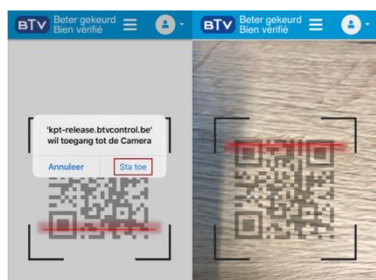 BTV Beter gekeurd
Bien vérifié
'kpt-release.btvcontrol.be'
wil toegang tot de Camera
Annuleer Sta toe
BTV Beter gekeurd
Bien vérifié